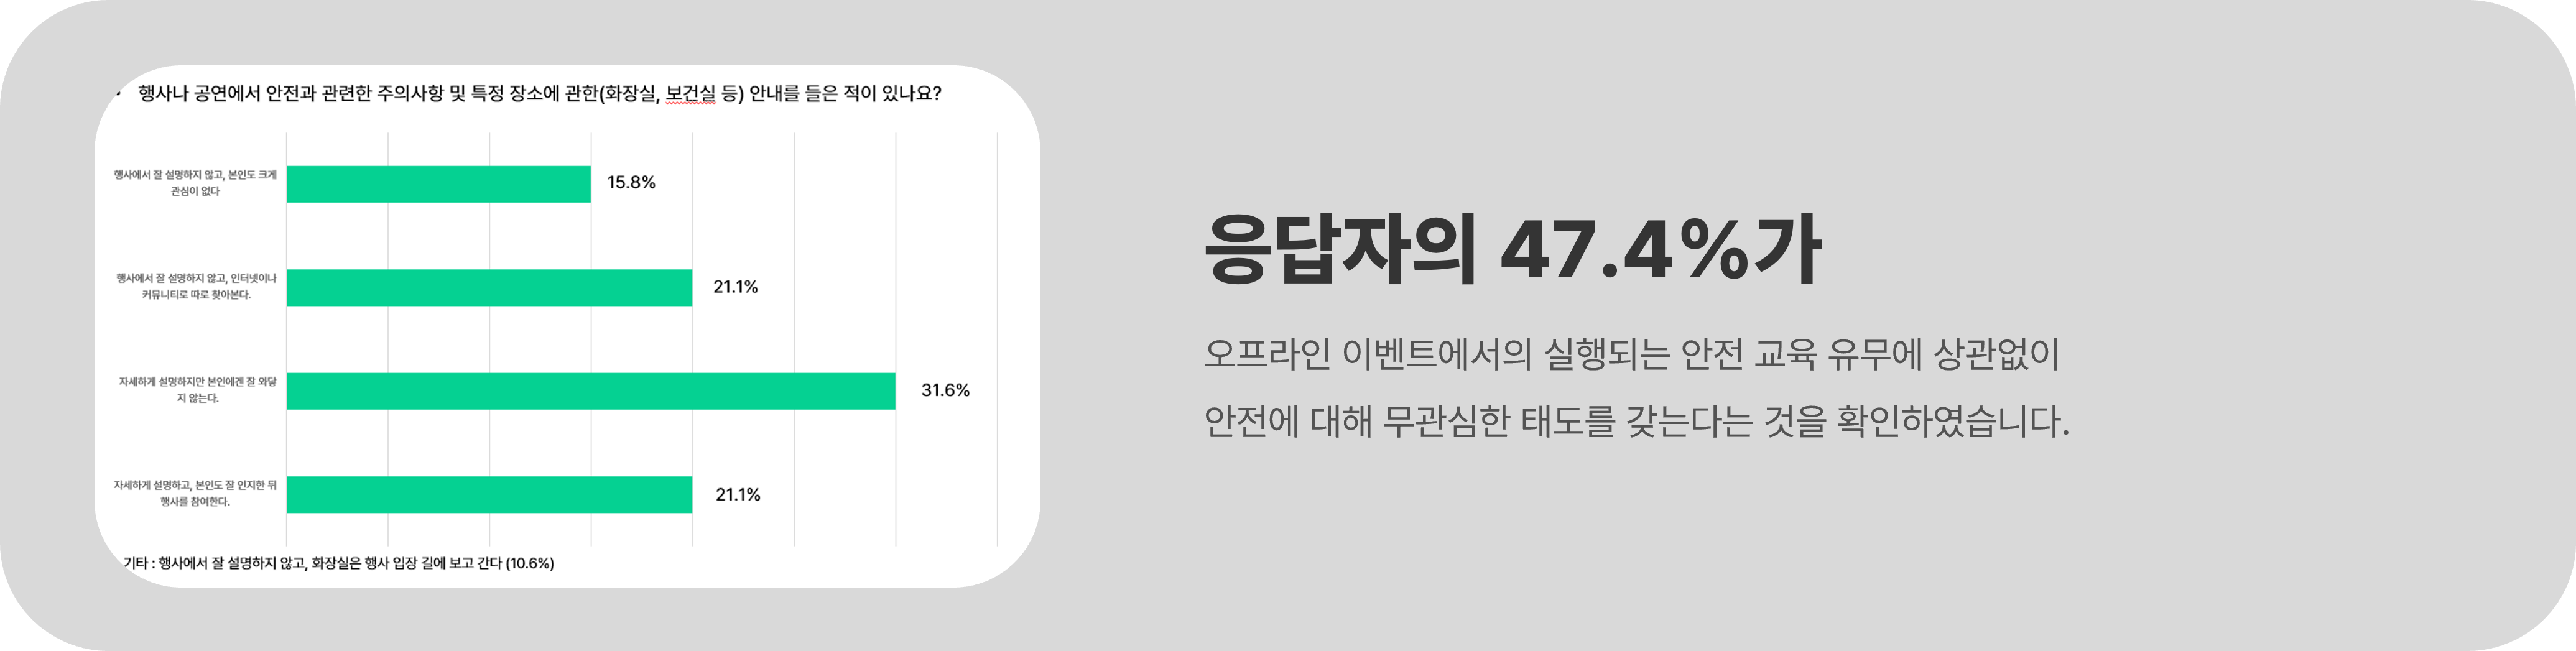 행사나 공연에서 안전과 관련한 주의사항 및 특정 장소에 관한(화장실, 보건실 등) 안내를 들은 적이 있나요?
행사에서 잘 설명하지 않고, 본인도 크게
관심이 없다
15.8%
행사에서 잘 설명하지 않고, 인터넷이나
커뮤니티로 따로 찾아본다.
21.1%
자세하게 설명하지만 본인에겐 잘 와닿
지 않는다.
31.6%
자세하게 설명하고, 본인도 잘 인지한 뒤
행사를 참여한다.
21.1%
기타 : 행사에서 잘 설명하지 않고, 화장실은 행사 입장 길에 보고 간다 (10.6%)
응답자의 47.4%가
오프라인 이벤트에서의 실행되는 안전 교육 유무에 상관없이
안전에 대해 무관심한 태도를 갖는다는 것을 확인하였습니다.